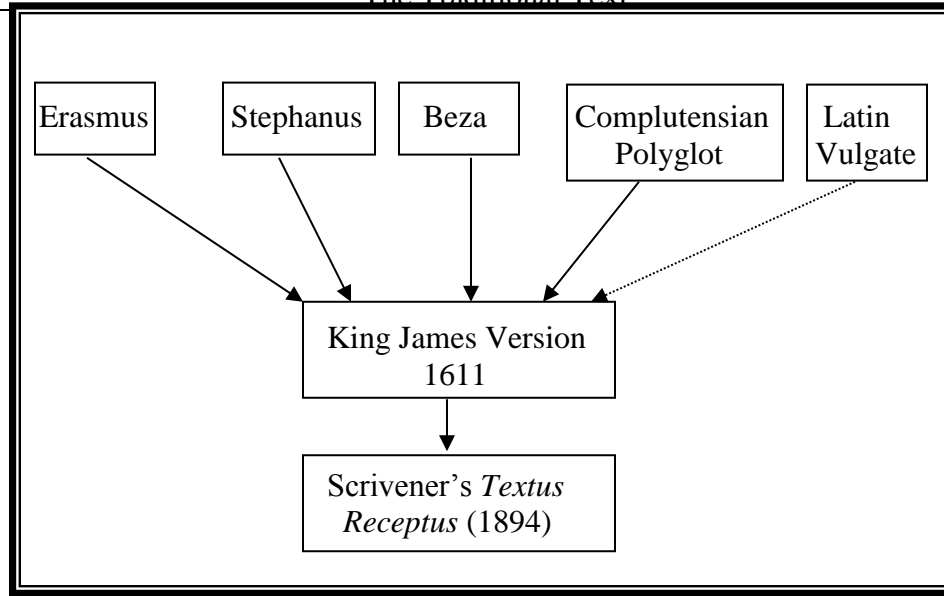 Erasmus
Stephanus
Beza
Complutensian
Polyglot
Latin
Vulgate
King James Version
1611
Scrivener's Textus
Receptus (1894)